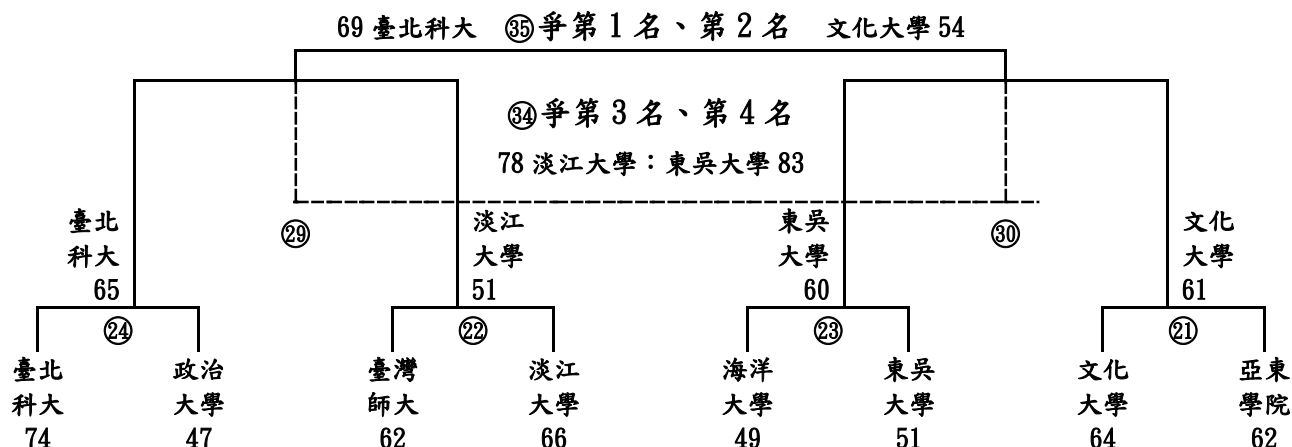 69 臺北科大 ㉟爭第 1 名、第 2 名 文化大學 54
㉞爭第 3 名、第 4 名
78 淡江大學：東吳大學 83
臺北
科大
65
㉙
淡江
大學
51
東吳
大學
60
㉚
文化
大學
61
㉔
㉒
㉓
㉑
臺北
科大
74
政治
大學
47
臺灣
師大
62
淡江
大學
66
海洋
大學
49
東吳
大學
51
文化
大學
64
亞東
學院
62